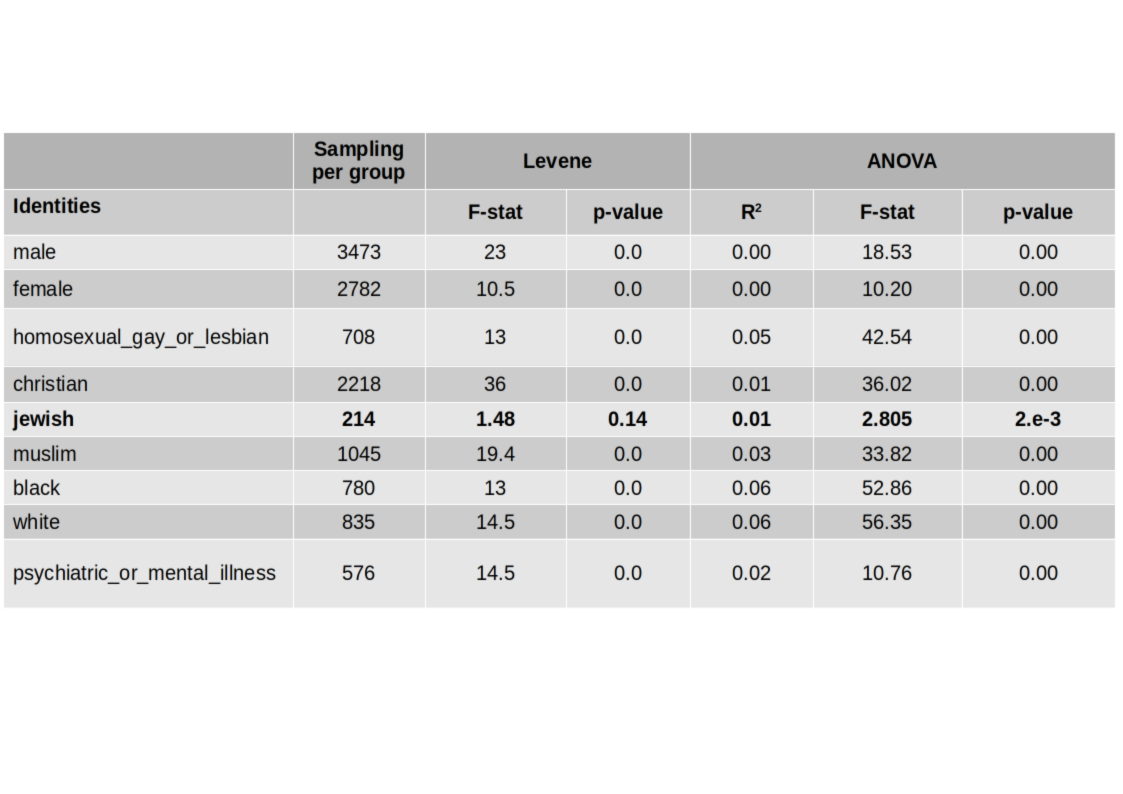 Sampling per group Levene ANOVA
Identities F-stat p-value R² F-stat p-value
male 3473 23 0.0 0.00 18.53 0.00
female 2782 10.5 0.0 0.00 10.20 0.00
homosexual_gay_or_lesbian 708 13 0.0 0.05 42.54 0.00
christian 2218 36 0.0 0.01 36.02 0.00
jewish 214 1.48 0.14 0.01 2.805 2.e-3
muslim 1045 19.4 0.0 0.03 33.82 0.00
black 780 13 0.0 0.06 52.86 0.00
white 835 14.5 0.0 0.06 56.35 0.00
psychiatric_or_mental_illness 576 14.5 0.0 0.02 10.76 0.00